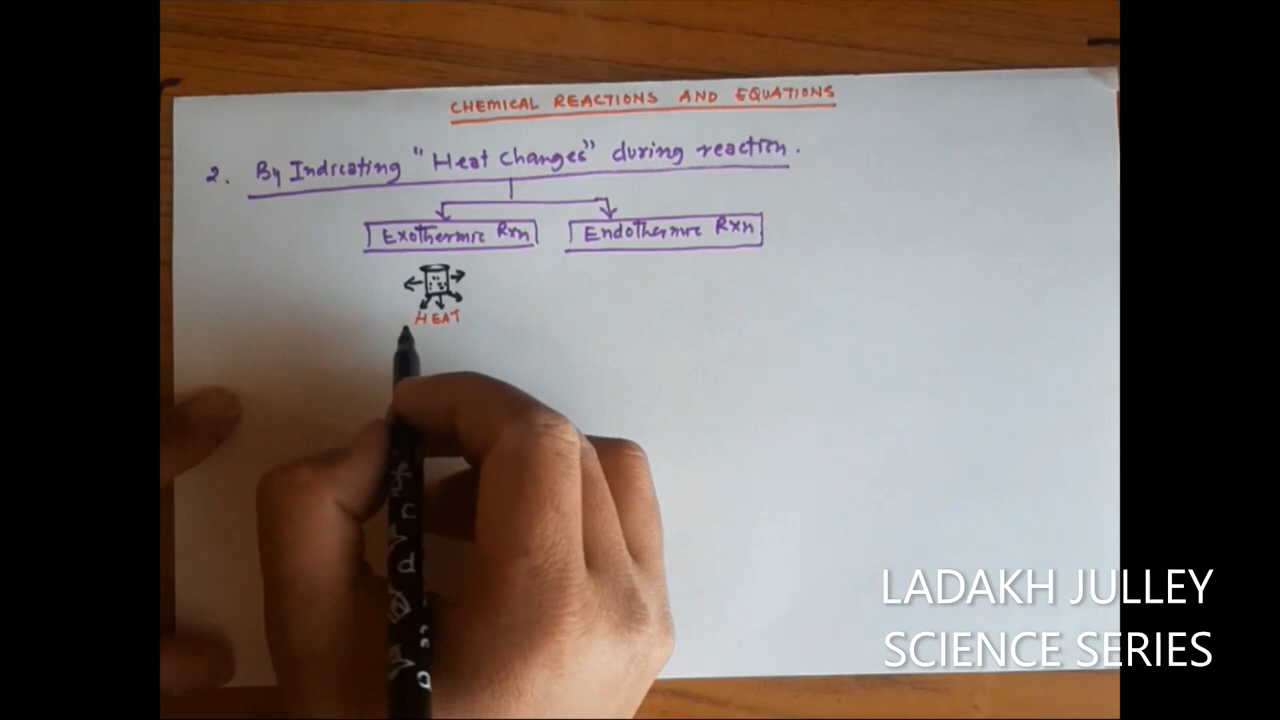 CHEMICAL REACTIONS AND EQUATIONS
2. By Indicating "Heat Changes" during reaction.
Exothermic Rxn
Endothermic Rxn
HEAT
LADAKH JULLEY
SCIENCE SERIES